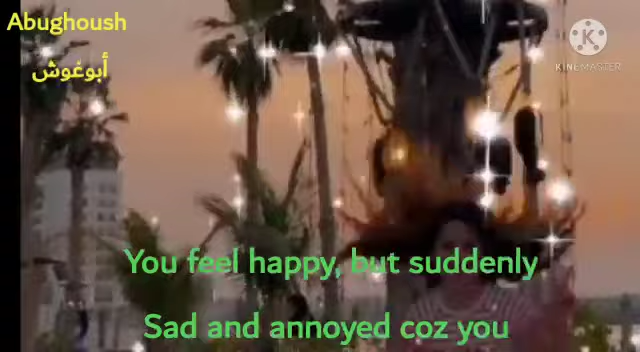 Abughoush
أبوغوش
KINEMASTER
You feel happy, but suddenly
Sad and annoyed coz you